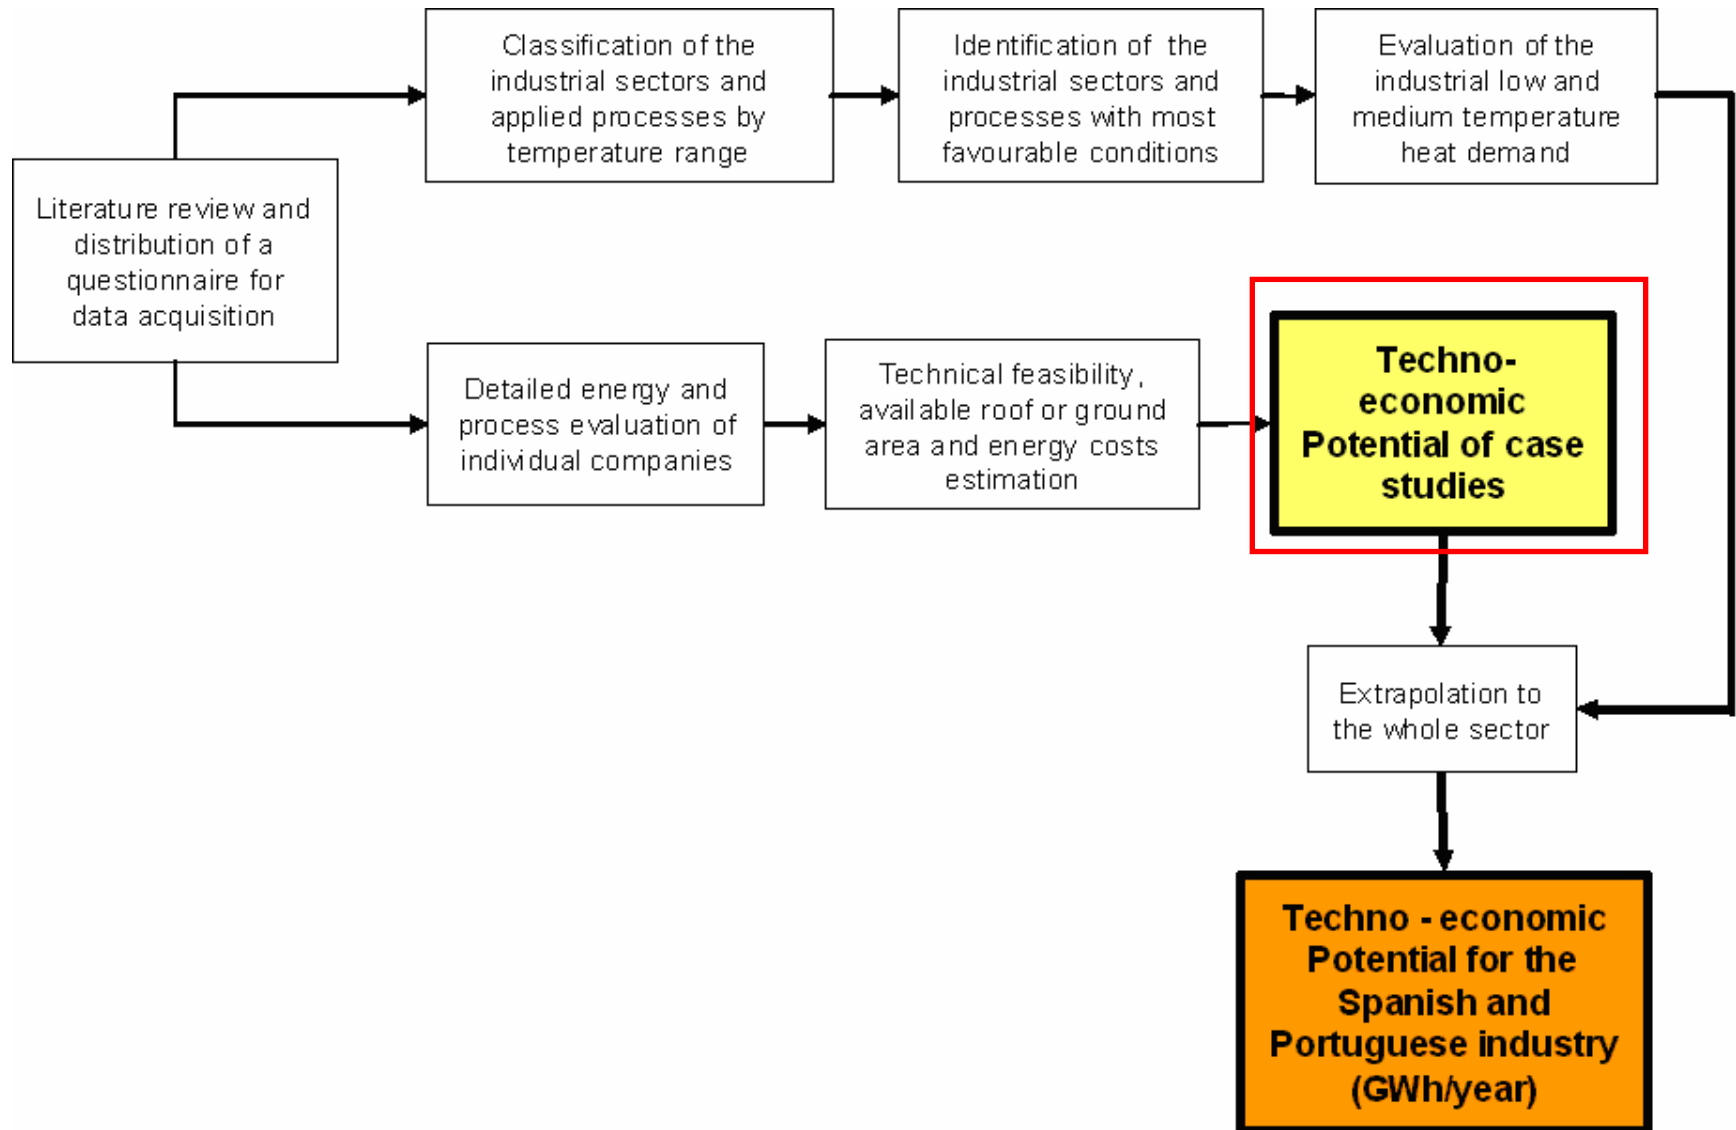 Classification of the
industrial sectors and
applied processes by
temperature range
Identification of the
industrial sectors and
processes with most
favourable conditions
Evaluation of the
industrial low and
medium temperature
heat demand
Literature review and
distribution of a
questionnaire for
data acquisition
Detailed energy and
process evaluation of
individual companies
Technical feasibility,
available roof or ground
area and energy costs
estimation
Techno-
economic
Potential of case
studies
Extrapolation to
the whole sector
Techno - economic
Potential for the
Spanish and
Portuguese industry
(GWh/year)